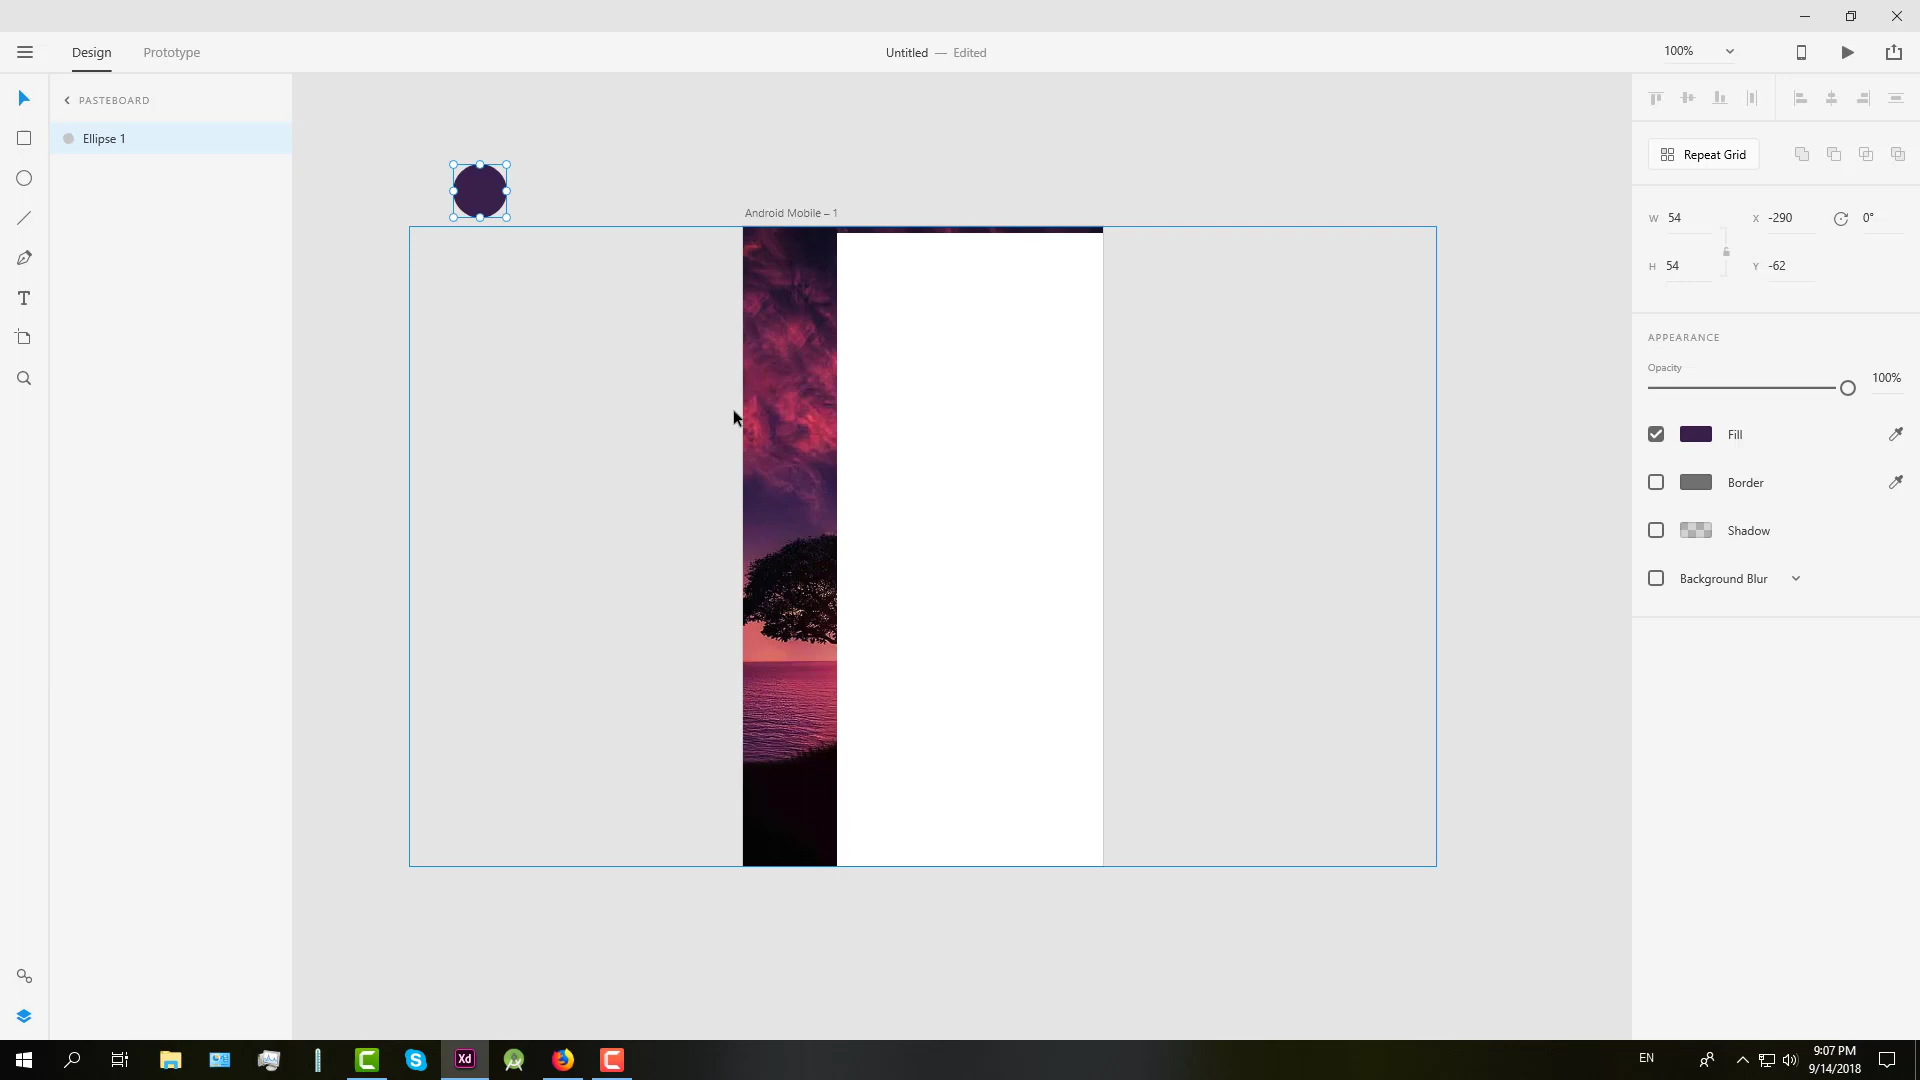 Design
Prototype
Untitled — Edited
100%
PASTEBOARD
Ellipse 1
Android Mobile – 1
Repeat Grid
W 54
X -290
0°
H 54
Y -62
APPEARANCE
Opacity
100%
Fill
Border
Shadow
Background Blur
Xd
EN
9:07 PM
9/14/2018